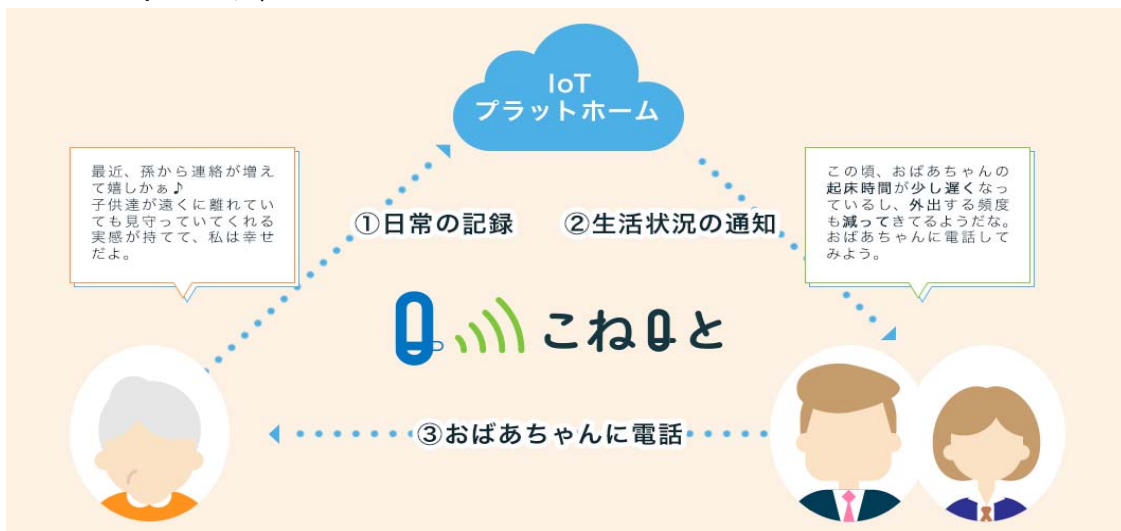 IoT
プラットホーム
最近、孫から連絡が増え
て嬉しかぁ♪
子供達が遠くに離れてい
ても見守っていてくれる
実感が持てて、私は幸せ
だよ。
この頃、おばあちゃんの
起床時間が少し遅くなっ
ているし、外出する頻度
も減ってきてるようだな。
おばあちゃんに電話して
みよう。
①日常の記録
②生活状況の通知
こねくと
③おばあちゃんに電話